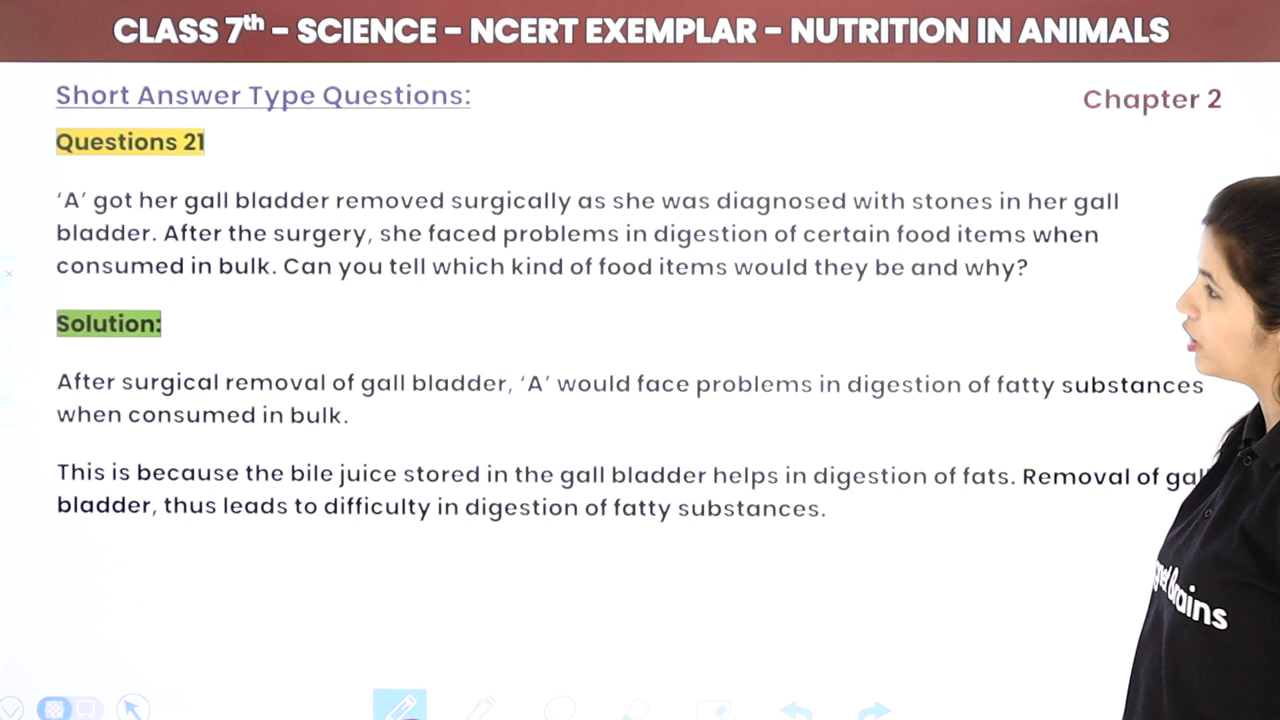 CLASS 7th – SCIENCE – NCERT EXEMPLAR – NUTRITION IN ANIMALS
Short Answer Type Questions:
Chapter 2
Questions 21
‘A’ got her gall bladder removed surgically as she was diagnosed with stones in her gall
bladder. After the surgery, she faced problems in digestion of certain food items when
consumed in bulk. Can you tell which kind of food items would they be and why?
Solution:
After surgical removal of gall bladder, ‘A’ would face problems in digestion of fatty substances
when consumed in bulk.
This is because the bile juice stored in the gall bladder helps in digestion of fats. Removal of gal
bladder, thus leads to difficulty in digestion of fatty substances.
Brains